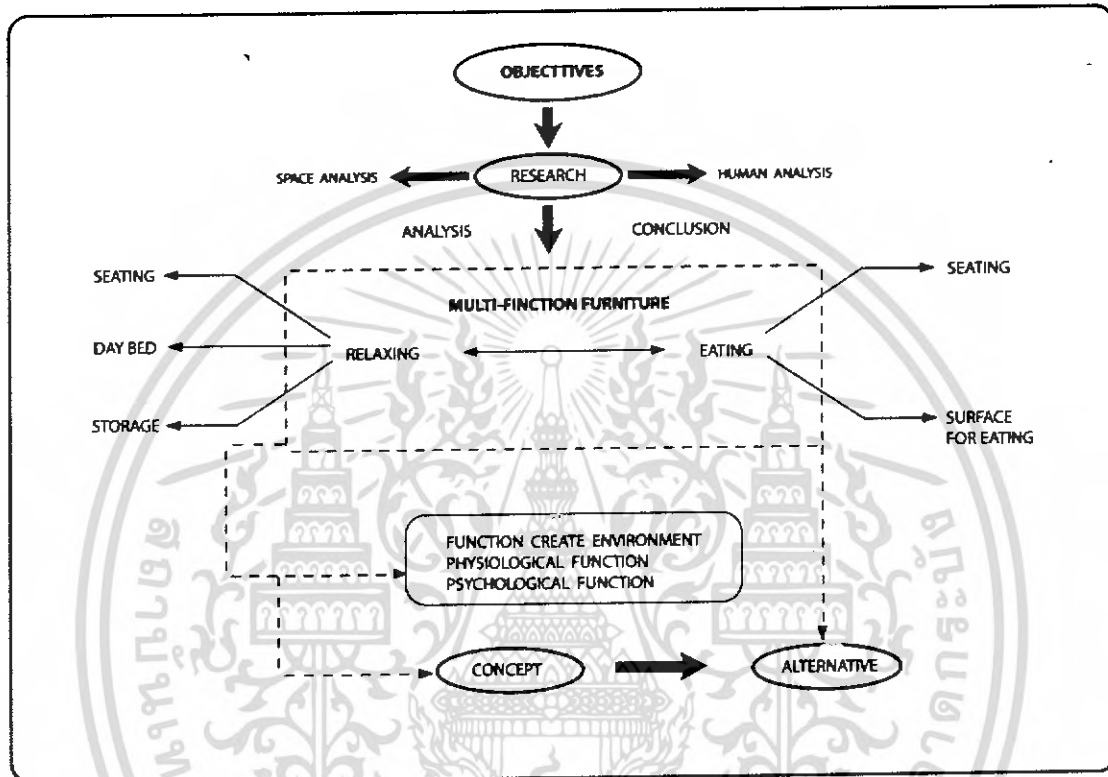 OBJECTTIVES
SPACE ANALYSIS
RESEARCH
HUMAN ANALYSIS
ANALYSIS
CONCLUSION
SEATING
SEATING
MULTI-FINCTION FURNITURE
DAY BED
RELAXING
EATING
STORAGE
SURFACE
FOR EATING
FUNCTION CREATE ENVIRONMENT
PHYSIOLOGICAL FUNCTION
PSYCHOLOGICAL FUNCTION
CONCEPT
ALTERNATIVE